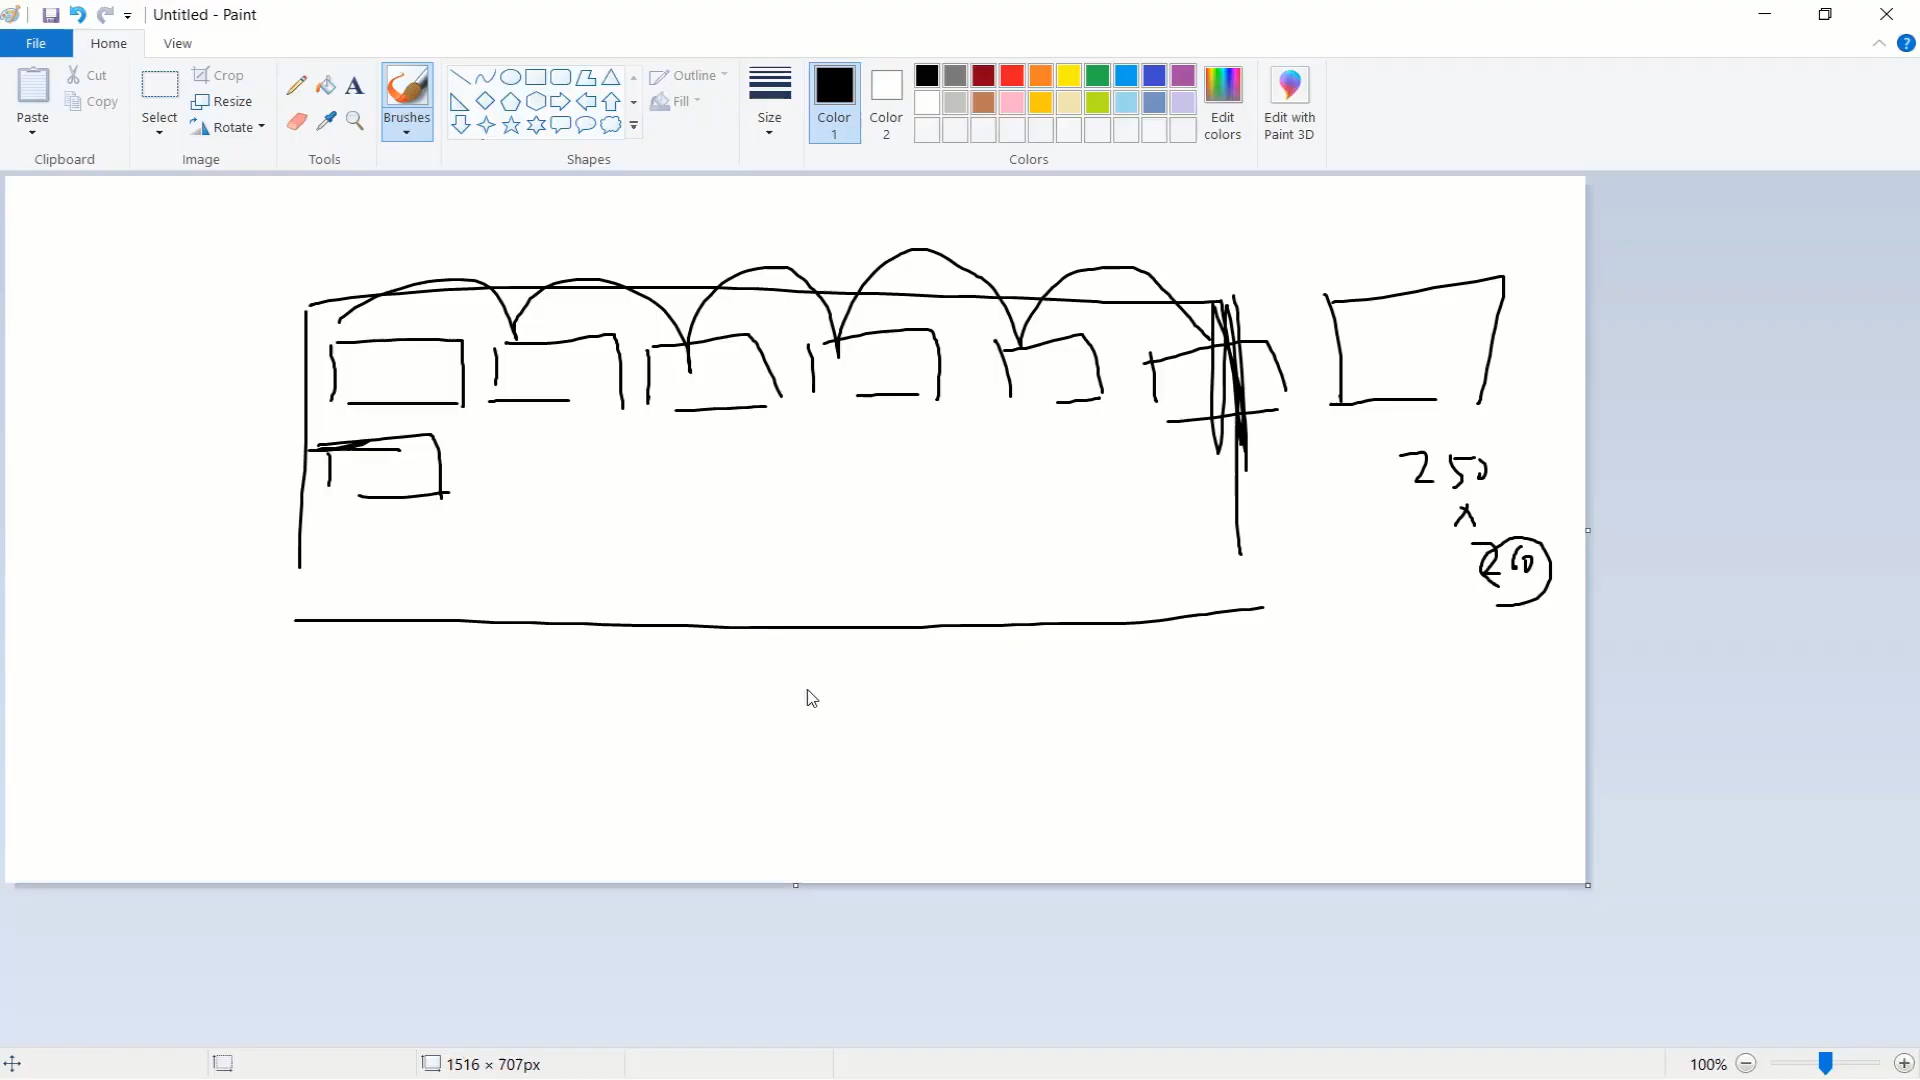 Untitled - Paint
File Home View
Paste
Cut
Copy
Clipboard
Select
Crop
Resize
Rotate
Image
Tools
Brushes
Shapes
Outline
Fill
Size
Color 1
Color 2
Edit colors
Edit with Paint 3D
Colors
250
x
260
1516 × 707px
100%